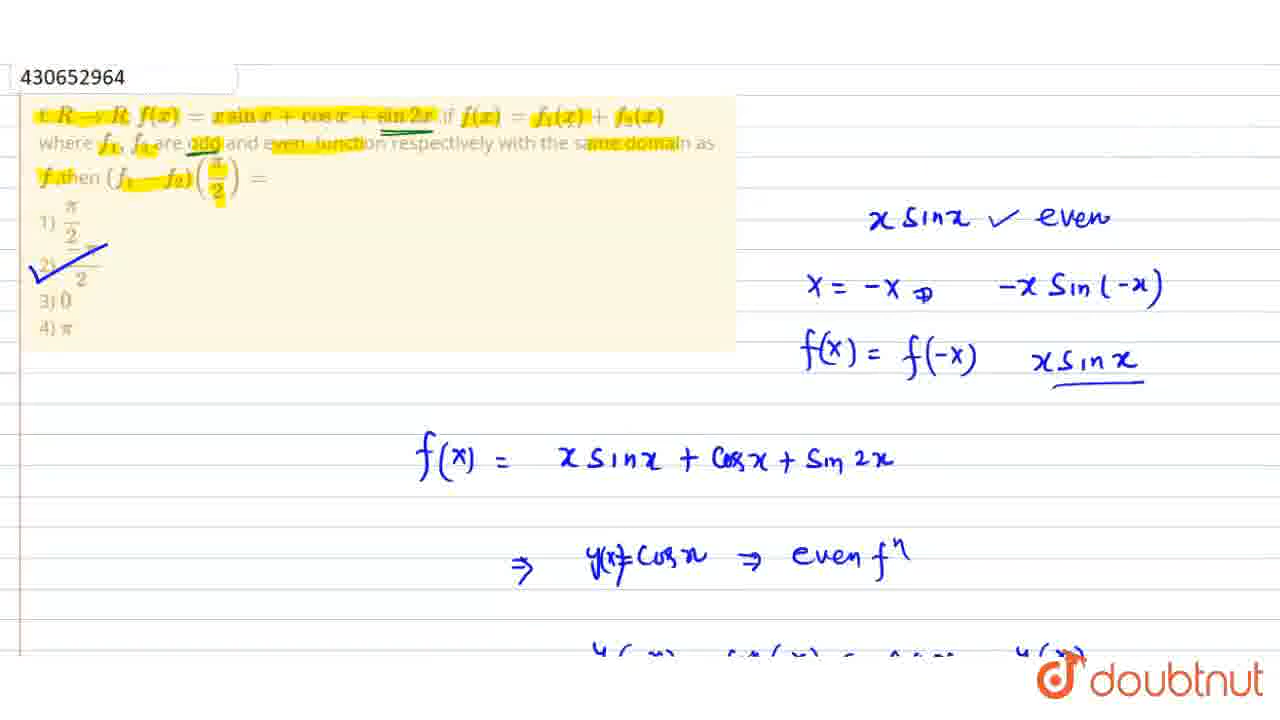 430652964
f: R → R f(x) = x sin x + cos x + sin 2x .if f(x) = f₁(x) + f₂(x)
where f₁, f₂ are odd and even function respectively with the same domain as
f ,then (f₁ − f₂)(π/2) =
1) π/2
2) −π/2
3) 0
4) π
x sin x ✓ even
x = -x ⇒ -x sin(-x)
f(x) = f(-x) x sin x
f(x) = x sin x + cos x + sin 2x
⇒ y(x) = cos x ⇒ even fⁿ
doubtnut